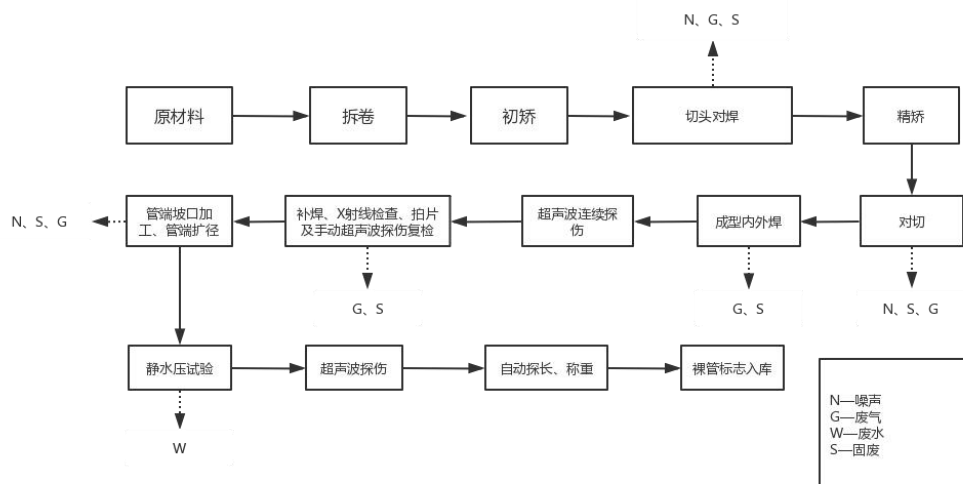 N、G、S
原材料
拆卷
初矫
切头对焊
精矫
N、S、G
管端坡口加
工、管端扩径
补焊、X射线检查、拍片
及手动超声波探伤复检
超声波连续探
伤
成型内外焊
对切
G、S
G、S
N、S、G
静水压试验
超声波探伤
自动探长、称重
裸管标志入库
W
N—噪声
G—废气
W—废水
S—固废